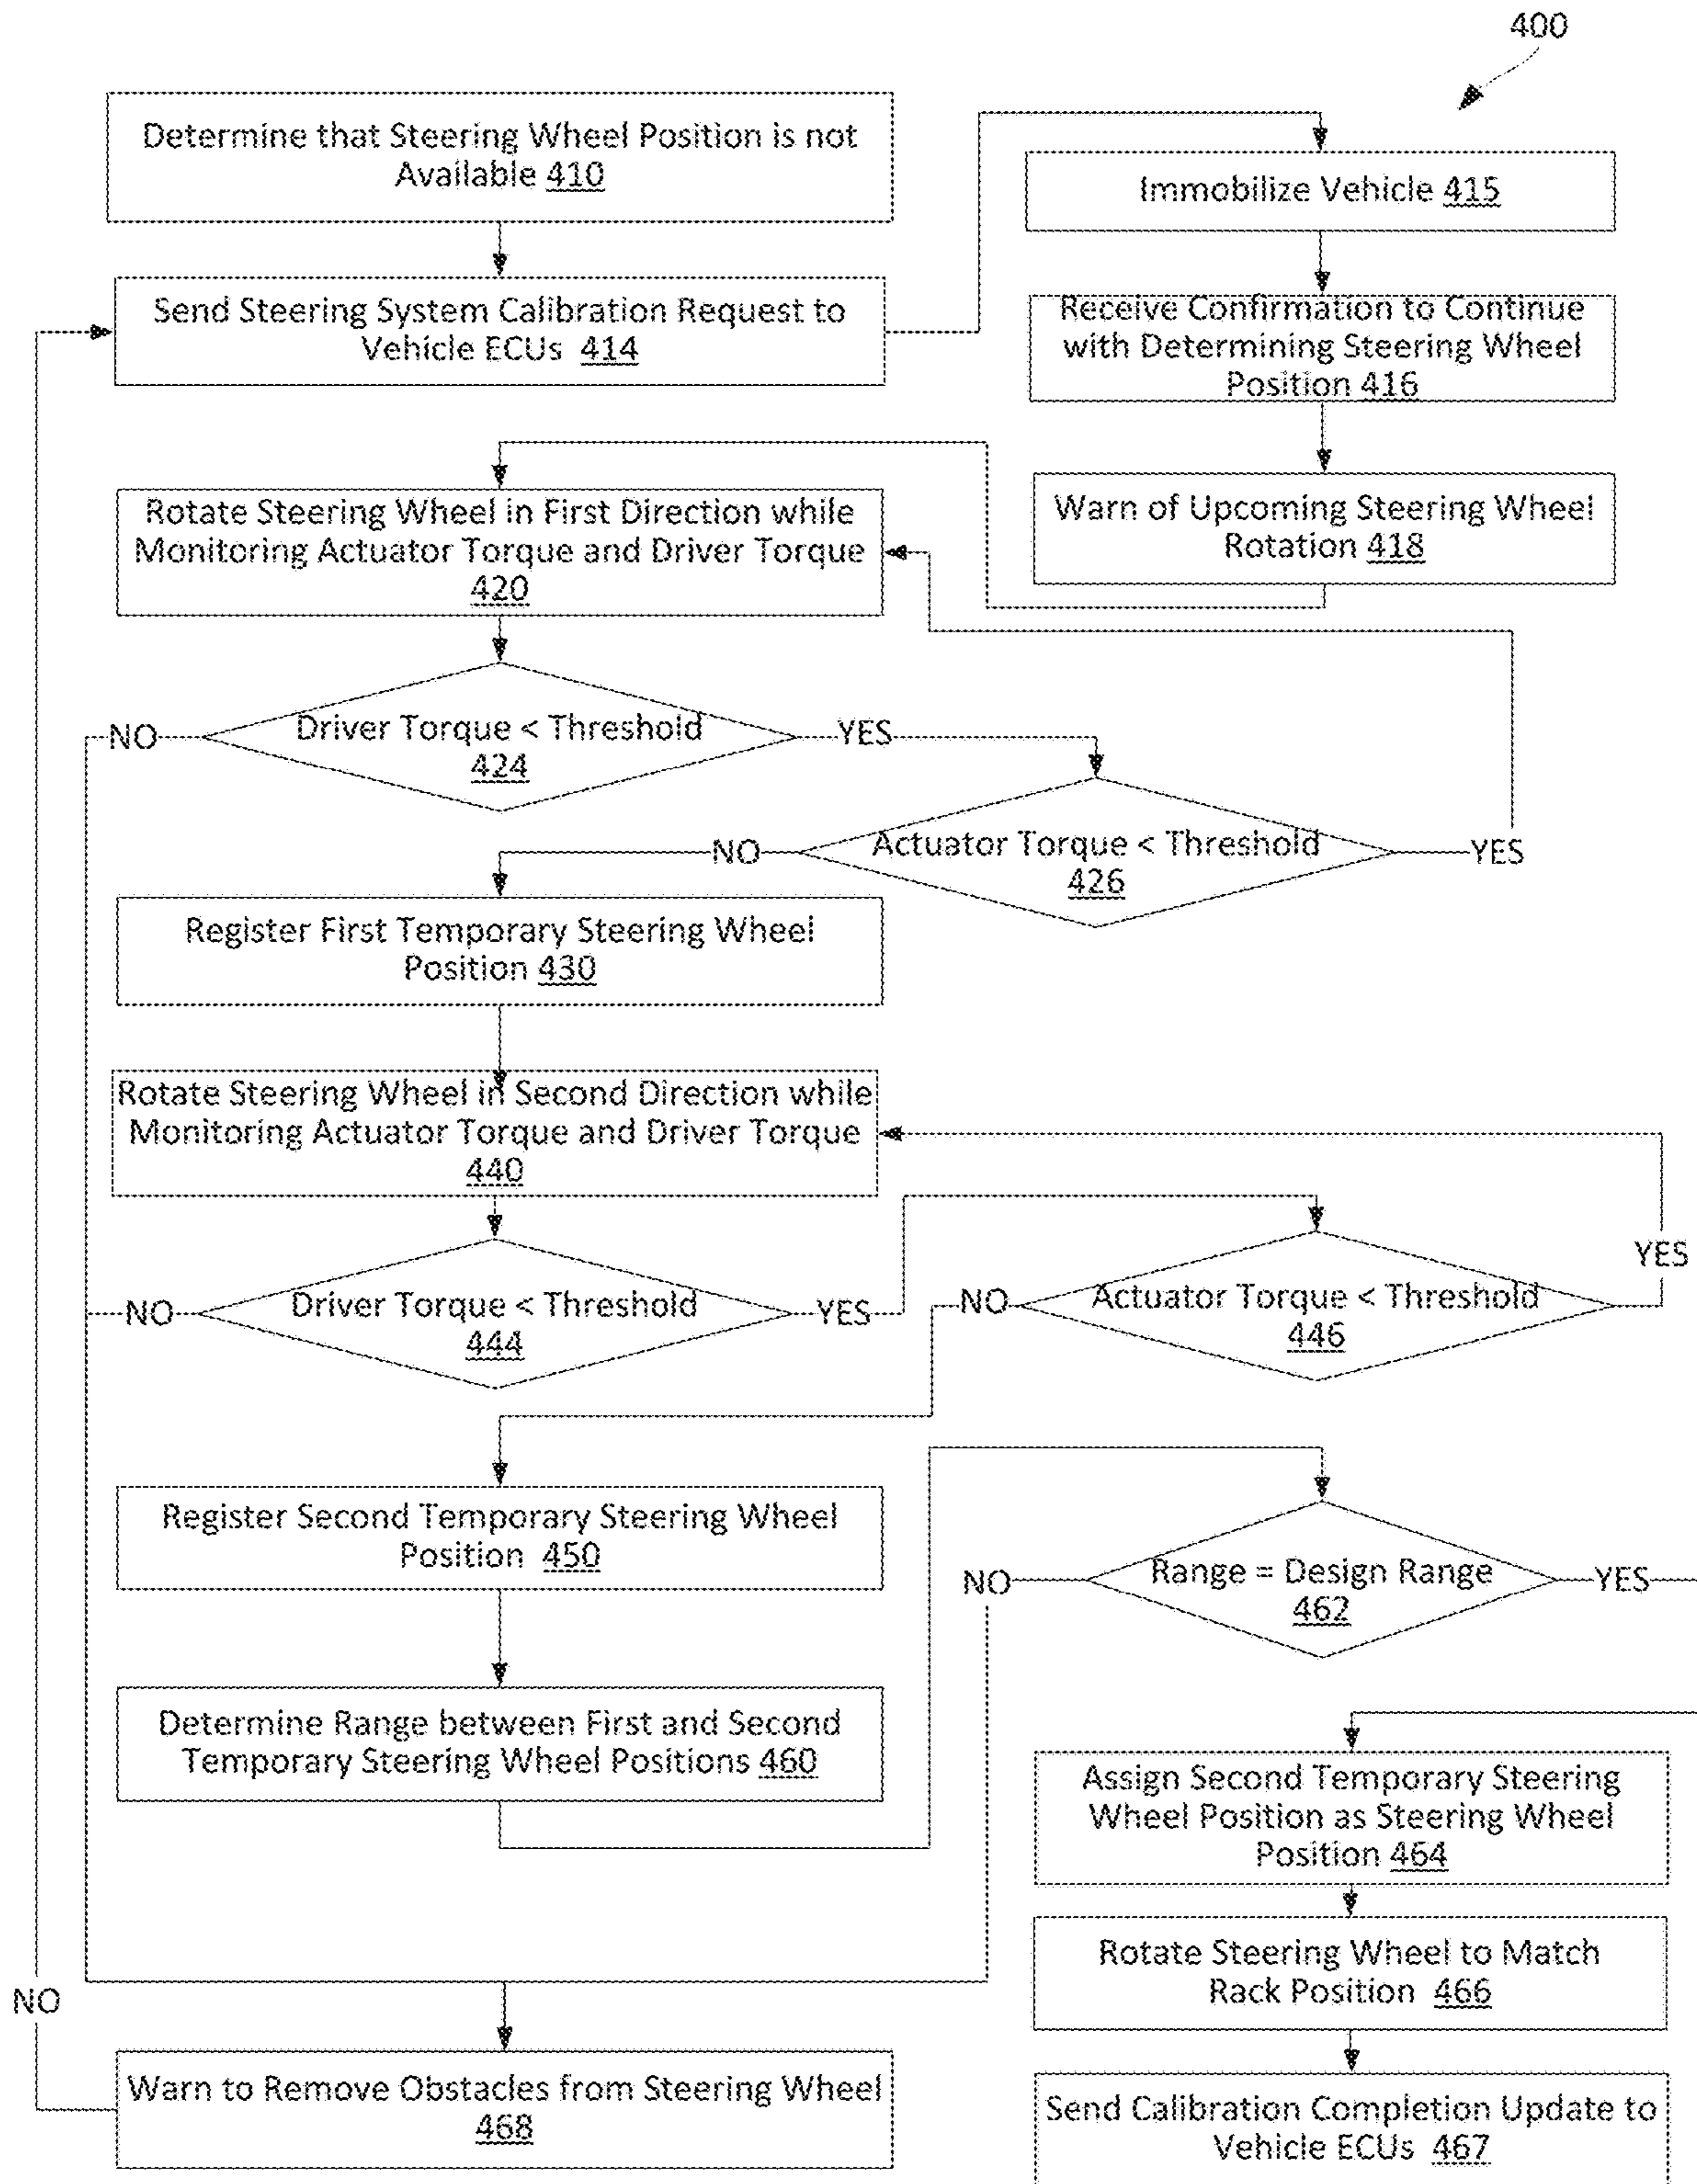 400
Determine that Steering Wheel Position is not
Available 410
Immobilize Vehicle 415
Send Steering System Calibration Request to
Vehicle ECUs 414
Receive Confirmation to Continue
with Determining Steering Wheel
Position 416
Warn of Upcoming Steering Wheel
Rotation 418
Rotate Steering Wheel in First Direction while
Monitoring Actuator Torque and Driver Torque
420
NO
Driver Torque < Threshold
424
YES
NO
Actuator Torque < Threshold
426
YES
Register First Temporary Steering Wheel
Position 430
Rotate Steering Wheel in Second Direction while
Monitoring Actuator Torque and Driver Torque
440
NO
Driver Torque < Threshold
444
YES
NO
Actuator Torque < Threshold
446
YES
Register Second Temporary Steering Wheel
Position 450
NO
Range = Design Range
462
YES
Determine Range between First and Second
Temporary Steering Wheel Positions 460
Assign Second Temporary Steering
Wheel Position as Steering Wheel
Position 464
Rotate Steering Wheel to Match
Rack Position 466
NO
Warn to Remove Obstacles from Steering Wheel
468
Send Calibration Completion Update to
Vehicle ECUs 467